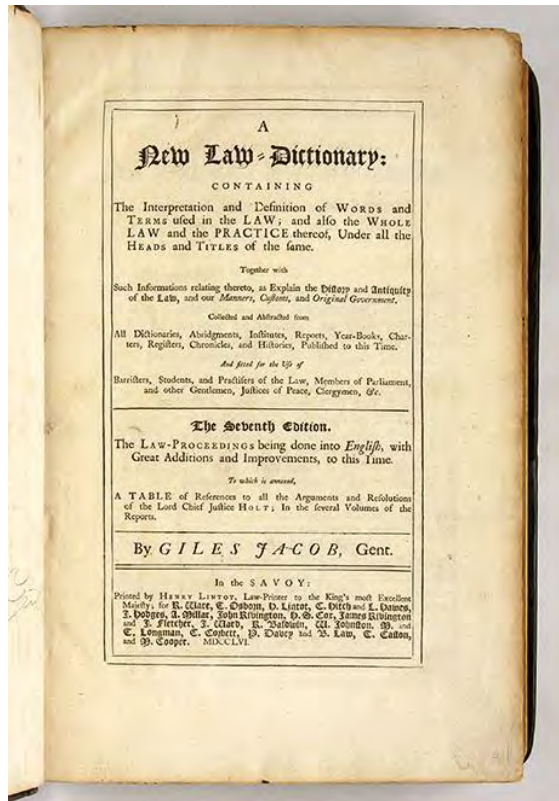 A
New Law-Dictionary:
CONTAINING
The Interpretation and Definition of WORDS and
TERMS uſed in the LAW; and alſo the WHOLE
LAW and the PRACTICE thereof, Under all the
HEADS and TITLES of the ſame.
Together with
Such Informations relating thereto, as Explain the Hiſtory and Antiquity
of the Law, and our Manners, Cuſtoms, and Original Government.
Collected and Abſtracted from
All Dictionaries, Abridgments, Inſtitutes, Reports, Year-Books, Char-
ters, Regiſters, Chronicles, and Hiſtories, Publiſhed to this Time.
And fitted for the Uſe of
Barriſters, Students, and Practiſers of the Law, Members of Parliament,
and other Gentlemen, Juſtices of Peace, Clergymen, &c.
The Seventh Edition.
The LAW-PROCEEDINGS being done into Engliſh, with
Great Additions and Improvements, to this Time.
To which is annexed,
A TABLE of References to all the Arguments and Reſolutions
of the Lord Chief Juſtice HOLT; In the ſeveral Volumes of the
Reports.
By GILES JACOB, Gent.
In the SAVOY:
Printed by HENRY LINTOT, Law-Printer to the King's moſt Excellent
Majeſty; for R. Ware, T. Osborn, H. Lintot, C. Hitch and L. Hawes,
J. Hodges, A. Millar, John Rivington, H. S. Cox, James Rivington
and J. Fletcher, J. Ward, R. Baldwin, W. Johnſton, M. and
T. Longman, C. Corbett, P. Davey and B. Law, T. Caſlon,
and M. Cooper. MDCCLVI.